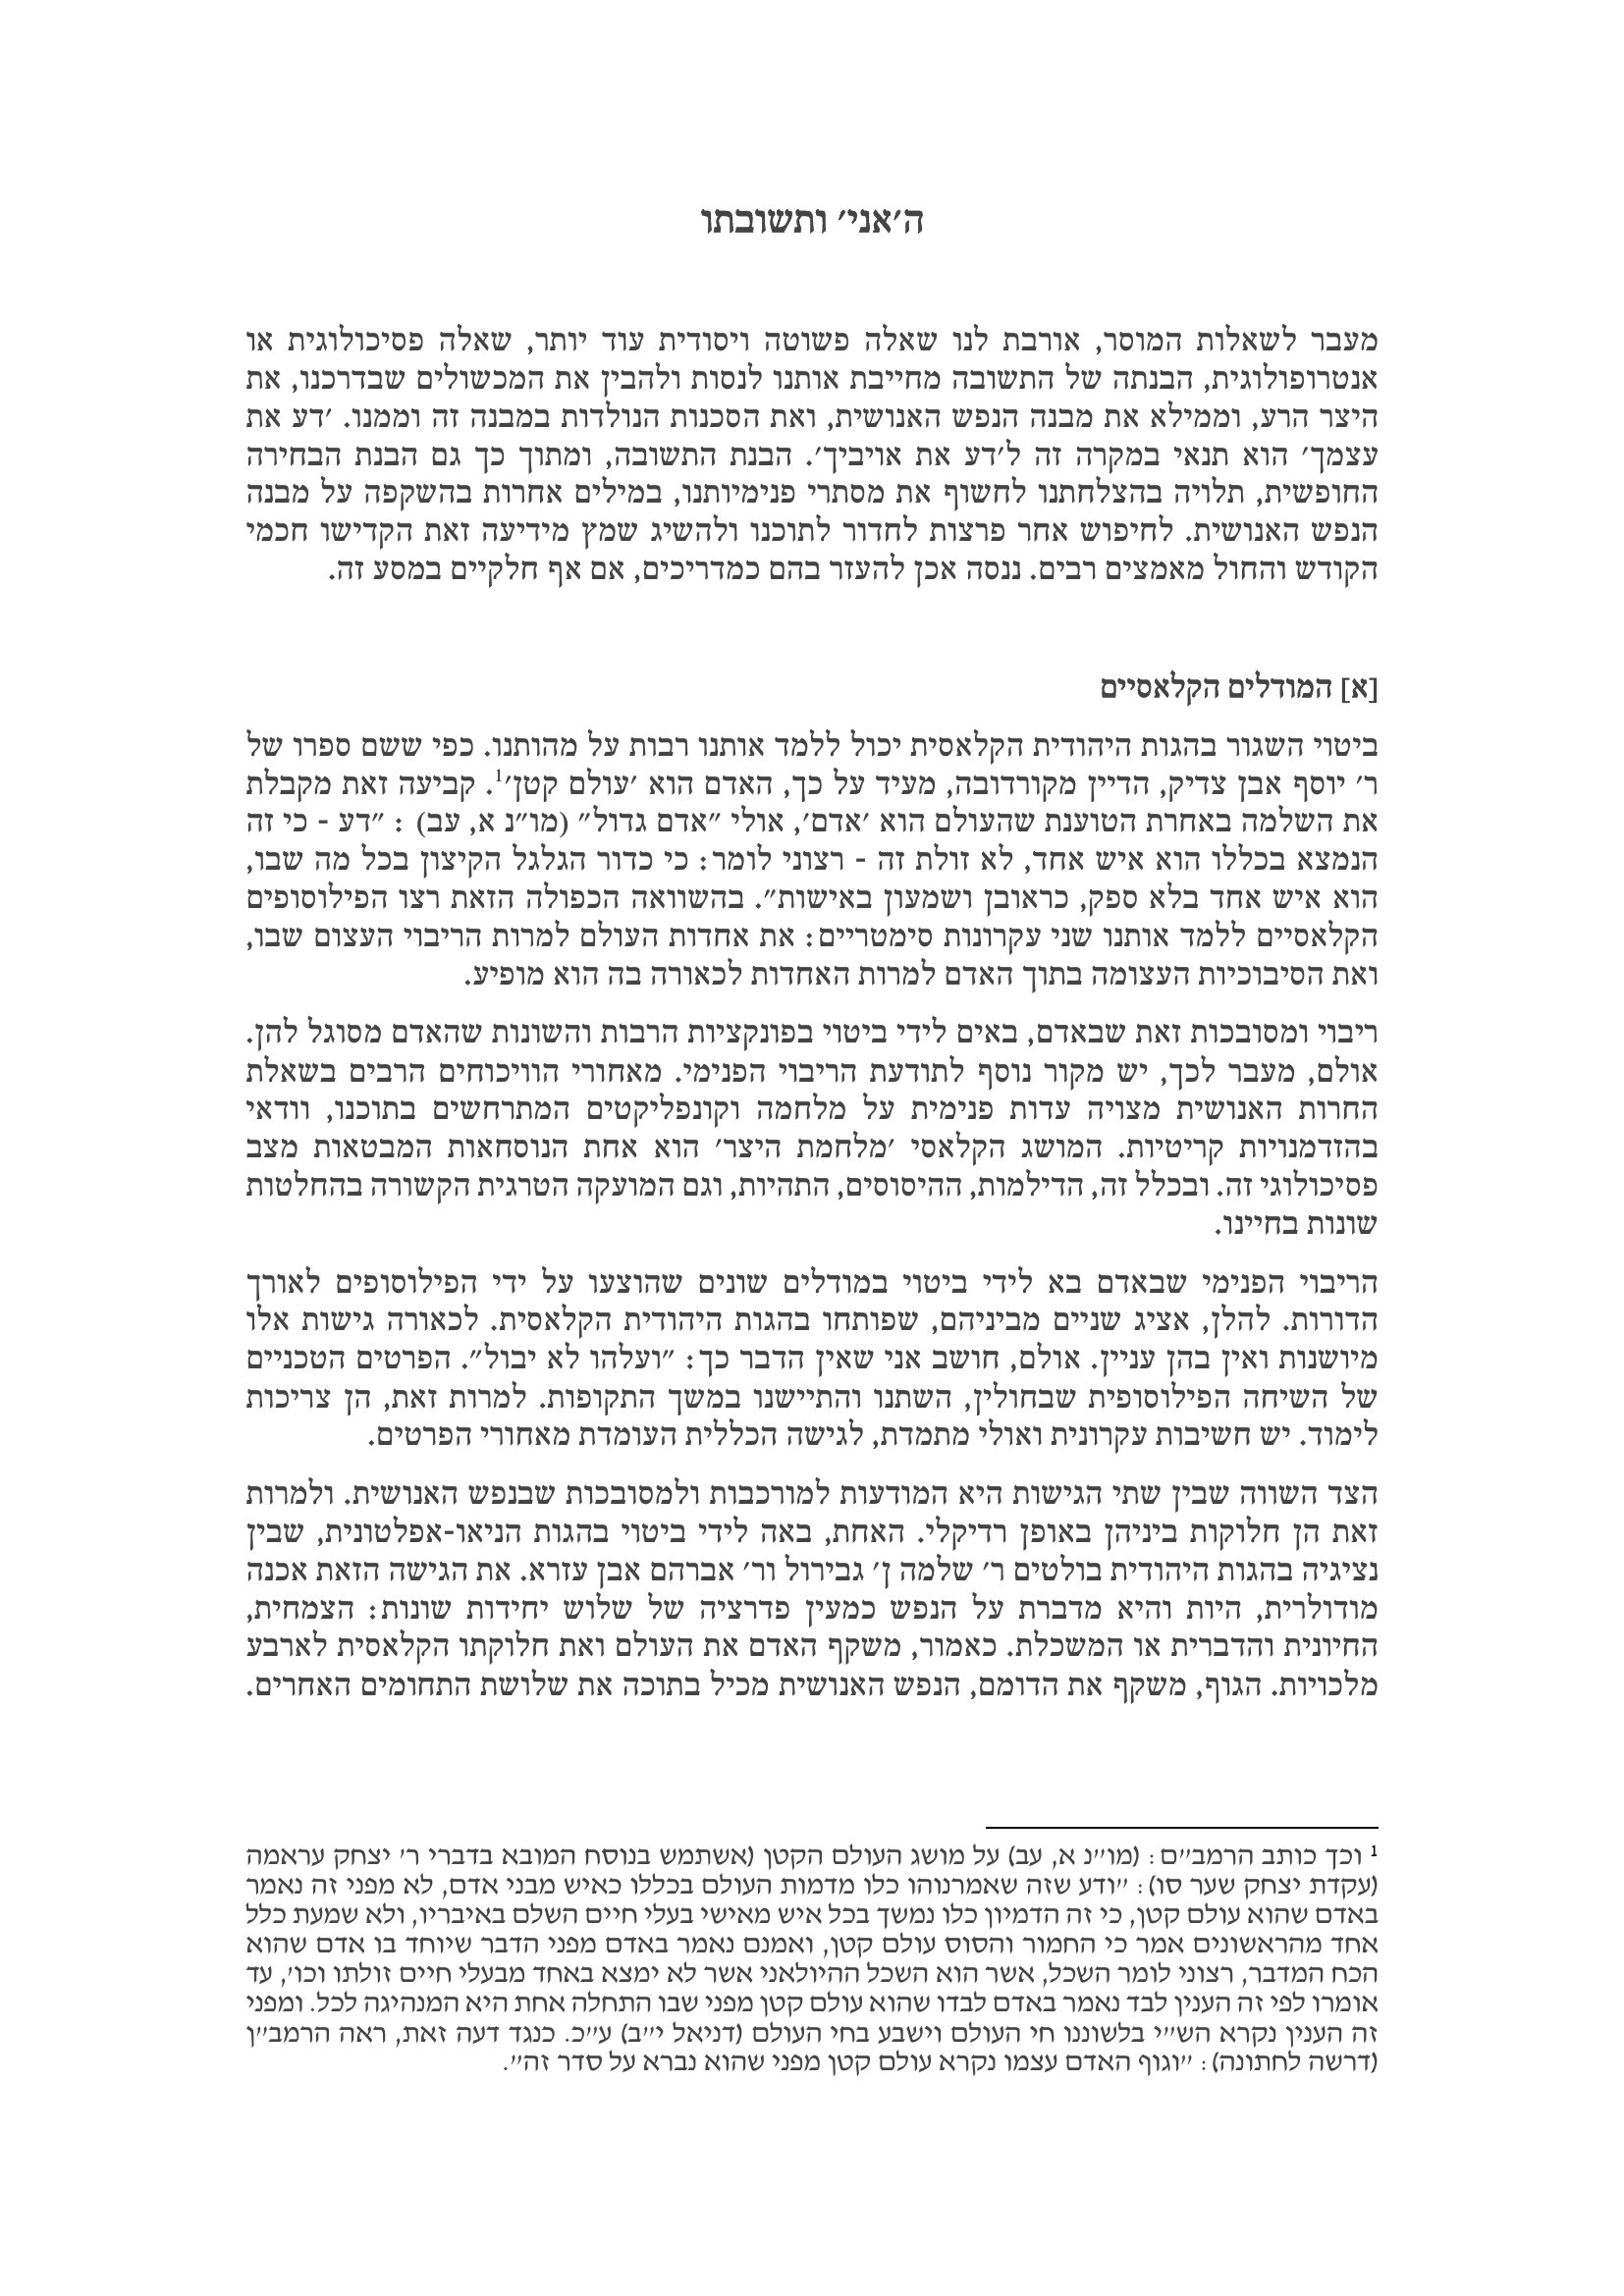 ה'אני' ותשובתו
מעבר לשאלות המוסר, אורבת לנו שאלה פשוטה ויסודית עוד יותר, שאלה פסיכולוגית או
אנטרופולוגית, הבנתה של התשובה מחייבת אותנו לנסות ולהבין את המכשולים שבדרכנו, את
היצר הרע, וממילא את מבנה הנפש האנושית, ואת הסכנות הנולדות במבנה זה וממנו. 'דע את
עצמך' הוא תנאי במקרה זה ל'דע את אויביך'. הבנת התשובה, ומתוך כך גם הבנת הבחירה
החופשית, תלויה בהצלחתנו לחשוף את מסתרי פנימיותנו, במילים אחרות בהשקפה על מבנה
הנפש האנושית. לחיפוש אחר פרצות לחדור לתוכנו ולהשיג שמץ מידיעה זאת הקדישו חכמי
הקודש והחול מאמצים רבים. ננסה אכן להעזר בהם כמדריכים, אם אף חלקיים במסע זה.
[א] המודלים הקלאסיים
ביטוי השגור בהגות היהודית הקלאסית יכול ללמד אותנו רבות על מהותנו. כפי ששם ספרו של
ר' יוסף אבן צדיק, הדיין מקורדובה, מעיד על כך, האדם הוא 'עולם קטן'1. קביעה זאת מקבלת
את השלמה באחרת הטוענת שהעולם הוא 'אדם', אולי "אדם גדול" (מו"נ א, עב) : "דע - כי זה
הנמצא בכללו הוא איש אחד, לא זולת זה - רצוני לומר: כי כדור הגלגל הקיצון בכל מה שבו,
הוא איש אחד בלא ספק, כראובן ושמעון באישות". בהשוואה הכפולה הזאת רצו הפילוסופים
הקלאסיים ללמד אותנו שני עקרונות סימטריים: את אחדות העולם למרות הריבוי העצום שבו,
ואת הסיבוכיות העצומה בתוך האדם למרות האחדות לכאורה בה הוא מופיע.
ריבוי ומסובכות זאת שבאדם, באים לידי ביטוי בפונקציות הרבות והשונות שהאדם מסוגל להן.
אולם, מעבר לכך, יש מקור נוסף לתודעת הריבוי הפנימי. מאחורי הוויכוחים הרבים בשאלת
החרות האנושית מצויה עדות פנימית על מלחמה וקונפליקטים המתרחשים בתוכנו, וודאי
בהזדמנויות קריטיות. המושג הקלאסי 'מלחמת היצר' הוא אחת הנוסחאות המבטאות מצב
פסיכולוגי זה. ובכלל זה, הדילמות, ההיסוסים, התהיות, וגם המועקה הטרגית הקשורה בהחלטות
שונות בחיינו.
הריבוי הפנימי שבאדם בא לידי ביטוי במודלים שונים שהוצעו על ידי הפילוסופים לאורך
הדורות. להלן, אציג שניים מביניהם, שפותחו בהגות היהודית הקלאסית. לכאורה גישות אלו
מיושנות ואין בהן עניין. אולם, חושב אני שאין הדבר כך: "ועלהו לא יבול". הפרטים הטכניים
של השיחה הפילוסופית שבחולין, השתנו והתיישנו במשך התקופות. למרות זאת, הן צריכות
לימוד. יש חשיבות עקרונית ואולי מתמדת, לגישה הכללית העומדת מאחורי הפרטים.
הצד השווה שבין שתי הגישות היא המודעות למורכבות ולמסובכות שבנפש האנושית. ולמרות
זאת הן חלוקות ביניהן באופן רדיקלי. האחת, באה לידי ביטוי בהגות הניאו-אפלטונית, שבין
נציגיה בהגות היהודית בולטים ר' שלמה ן' גבירול ור' אברהם אבן עזרא. את הגישה הזאת אכנה
מודולרית, היות והיא מדברת על הנפש כמעין פדרציה של שלוש יחידות שונות: הצמחית,
החיונית והדברית או המשכלת. כאמור, משקף האדם את העולם ואת חלוקתו הקלאסית לארבע
מלכויות. הגוף, משקף את הדומם, הנפש האנושית מכיל בתוכה את שלושת התחומים האחרים.
1 וכך כותב הרמב"ם: (מו"נ א, עב) על מושג העולם הקטן (אשתמש בנוסח המובא בדברי ר' יצחק עראמה
(עקדת יצחק שער סו): "ודע שזה שאמרנוהו כלו מדמות העולם בכללו כאיש מבני אדם, לא מפני זה נאמר
באדם שהוא עולם קטן, כי זה הדמיון כלו נמשך בכל איש מאישי בעלי חיים השלם באיבריו, ולא שמעת כלל
אחד מהראשונים אמר כי החמור והסוס עולם קטן, ואמנם נאמר באדם מפני הדבר שיוחד בו אדם שהוא
הכח המדבר, רצוני לומר השכל, אשר הוא השכל ההיולאני אשר לא ימצא באחד מבעלי חיים זולתו וכו', עד
אומרו לפי זה הענין לבד נאמר באדם לבדו שהוא עולם קטן מפני שבו התחלה אחת היא המנהיגה לכל. ומפני
זה הענין נקרא הש"י בלשוננו חי העולם וישבע בחי העולם (דניאל י"ב) ע"כ. כנגד דעה זאת, ראה הרמב"ן
(דרשה לחתונה): "וגוף האדם עצמו נקרא עולם קטן מפני שהוא נברא על סדר זה".